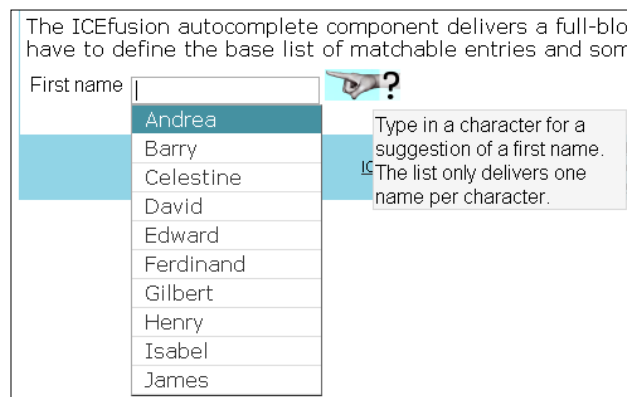 The ICEfusion autocomplete component delivers a full-blo
have to define the base list of matchable entries and som
First name
?
Andrea
Barry
Celestine
David
Edward
Ferdinand
Gilbert
Henry
Isabel
James
Type in a character for a
suggestion of a first name.
The list only delivers one
name per character.
IC